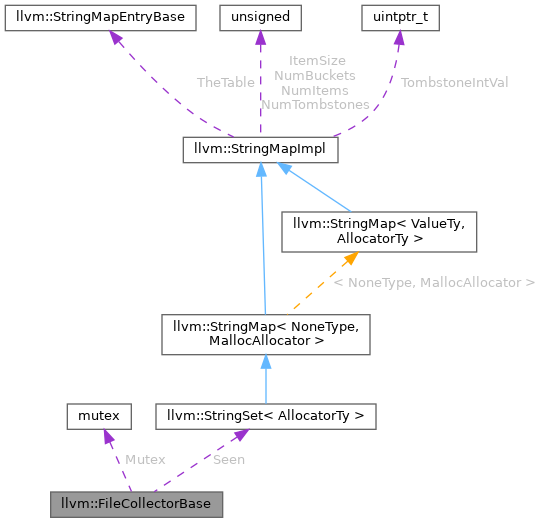 llvm::StringMapEntryBase
unsigned
uintptr_t
TheTable
ItemSize
NumBuckets
NumItems
NumTombstones
TombstoneIntVal
llvm::StringMapImpl
llvm::StringMap< ValueTy,
AllocatorTy >
< NoneType, MallocAllocator >
llvm::StringMap< NoneType,
MallocAllocator >
mutex
llvm::StringSet< AllocatorTy >
Mutex
Seen
llvm::FileCollectorBase